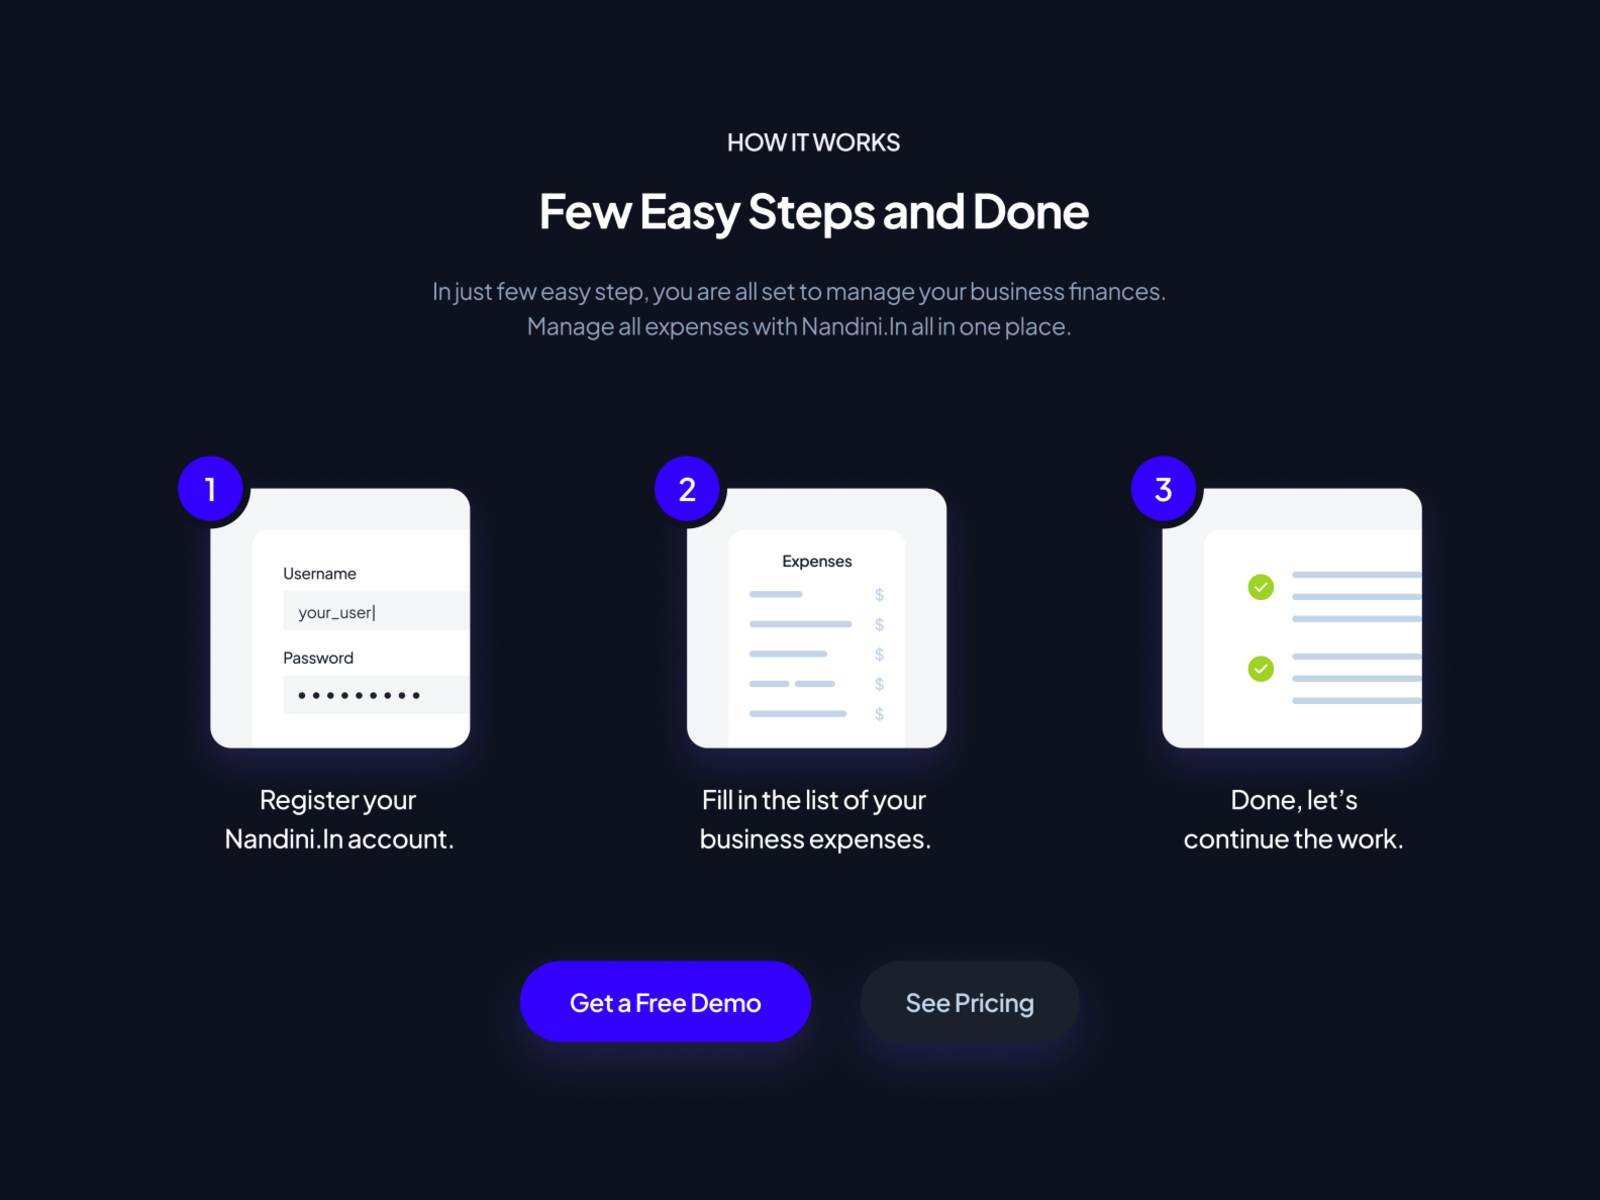 HOW IT WORKS
Few Easy Steps and Done
In just few easy step, you are all set to manage your business finances.
Manage all expenses with Nandini.In all in one place.
1
Username
your_user|
Password
•••••••••
Register your
Nandini.In account.
2
Expenses
$
$
$
$
$
Fill in the list of your
business expenses.
3
Done, let’s
continue the work.
Get a Free Demo
See Pricing